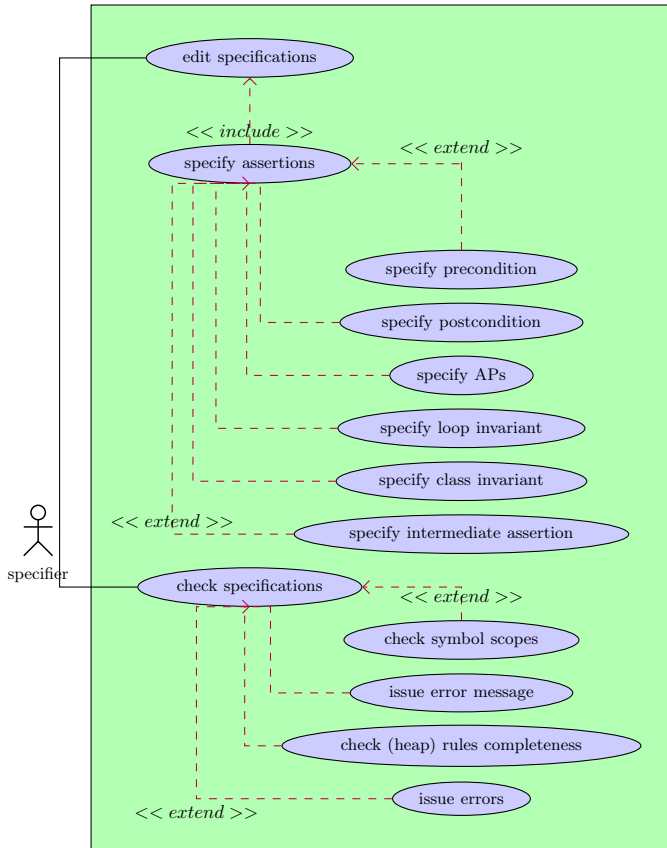 edit specifications
<< include >>
specify assertions
<< extend >>
specify precondition
specify postcondition
specify APs
specify loop invariant
specify class invariant
<< extend >>
specify intermediate assertion
specifier
check specifications
<< extend >>
check symbol scopes
issue error message
check (heap) rules completeness
issue errors
<< extend >>